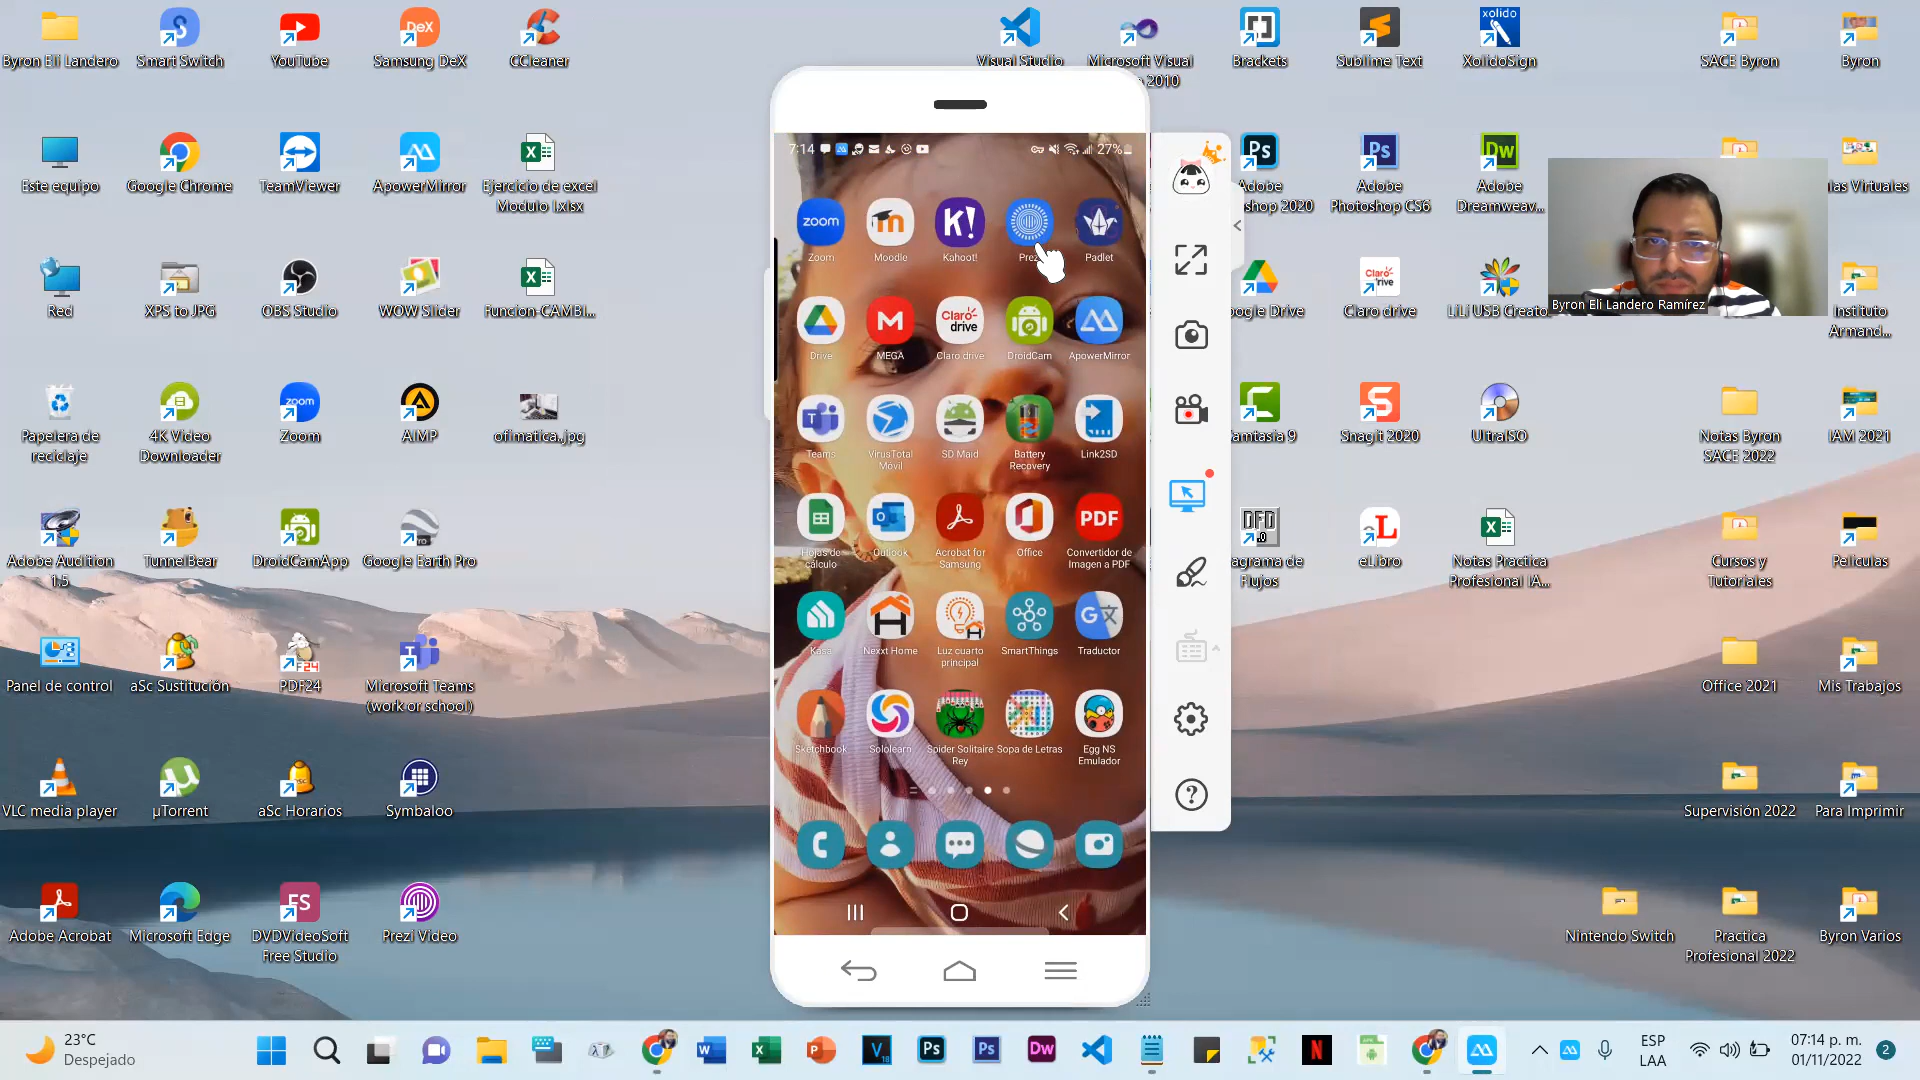 Byron Eli Landero
Smart Switch
YouTube
Samsung DeX
CCleaner
Visual Studio
Microsoft Visual
2010
Brackets
Sublime Text
XolidoSign
SACE Byron
Byron
Este equipo
Google Chrome
TeamViewer
ApowerMirror
Ejercicio de excel
Modulo I.xlsx
Adobe
shop 2020
Adobe
Photoshop CS6
Adobe
Dreamweav...
las Virtuales
Red
XPS to JPG
OBS Studio
WOW Slider
Funcion-CAMBI...
ogle Drive
Claro drive
LiLi USB Creato
Instituto
Armand...
Byron Eli Landero Ramírez
Papelera de
reciclaje
4K Video
Downloader
Zoom
AIMP
ofimatica..jpg
amtasia 9
Snagit 2020
UltraISO
Notas Byron
SACE 2022
IAM 2021
Adobe Audition
1.5
TunnelBear
DroidCamApp
Google Earth Pro
agrama de
Flujos
eLibro
Notas Practica
Profesional IA...
Cursos y
Tutoriales
Peliculas
Panel de control
aSc Sustitución
PDF24
Microsoft Teams
(work or school)
Office 2021
Mis Trabajos
VLC media player
µTorrent
aSc Horarios
Symbaloo
Supervisión 2022
Para Imprimir
Adobe Acrobat
Microsoft Edge
DVDVideoSoft
Free Studio
Prezi Video
Nintendo Switch
Practica
Profesional 2022
Byron Varios
7:14
27%
Zoom
Moodle
Kahoot!
Prez
Padlet
Drive
MEGA
Claro drive
DroidCam
ApowerMirror
Teams
VirusTotal
Móvil
SD Maid
Battery
Recovery
Link2SD
Hojas de
cálculo
Outlook
Acrobat for
Samsung
Office
Convertidor de
Imagen a PDF
Kasa
Nexxt Home
Luz cuarto
principal
SmartThings
Traductor
Sketchbook
Sololearn
Spider Solitaire
Rey
Sopa de Letras
Egg NS
Emulador
23°C
Despejado
ESP
LAA
07:14 p. m.
01/11/2022
2